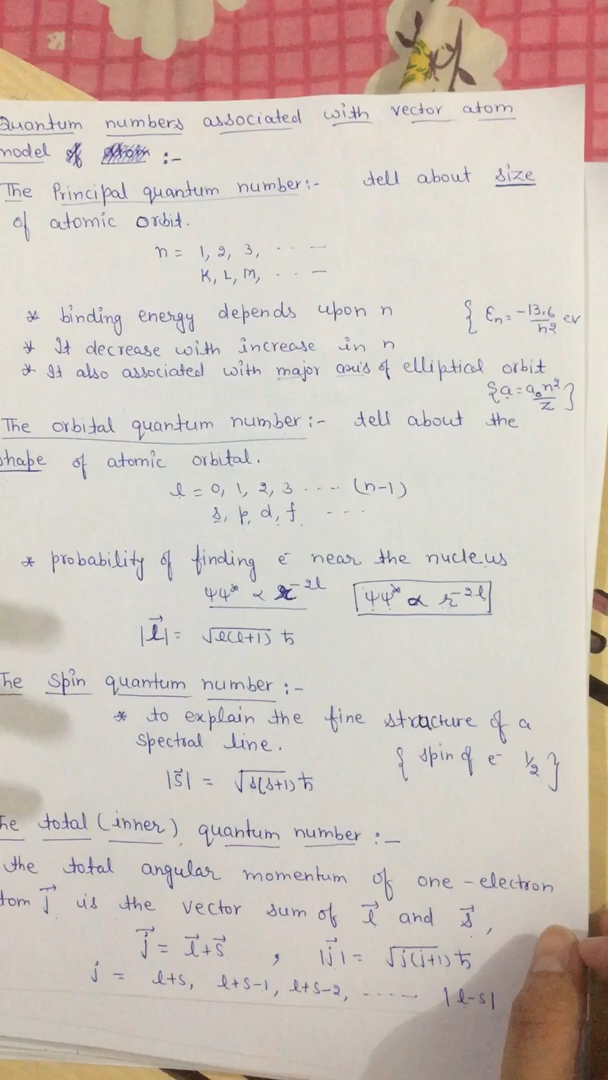 Quantum numbers associated with vector atom
model of :-
The Principal quantum number:- tell about size
of atomic orbit.
n = 1, 2, 3, ... —
K, L, M, ... —
* binding energy depends upon n { En = -13.6/n² ev
* It decrease with increase in n
* It also associated with major axis of elliptical orbit
{a = a₀n²/Z}
The orbital quantum number:- tell about the
shape of atomic orbital.
l = 0, 1, 2, 3 .... (n-1)
s, p, d, f ...
* probability of finding e⁻ near the nucleus
ψψ* ∝ r⁻²ˡ ψψ* ∝ r⁻²ˡ
|l⃗| = √l(l+1) ħ
The spin quantum number :-
* to explain the fine structure of a
spectral line. { spin of e⁻ 1/2 }
|s⃗| = √s(s+1) ħ
The total (inner) quantum number :-
the total angular momentum of one-electron
atom j⃗ is the vector sum of l⃗ and s⃗,
j⃗ = l⃗+s⃗ , |j⃗| = √j(j+1) ħ
j = l+s, l+s-1, l+s-2, ...... |l-s|